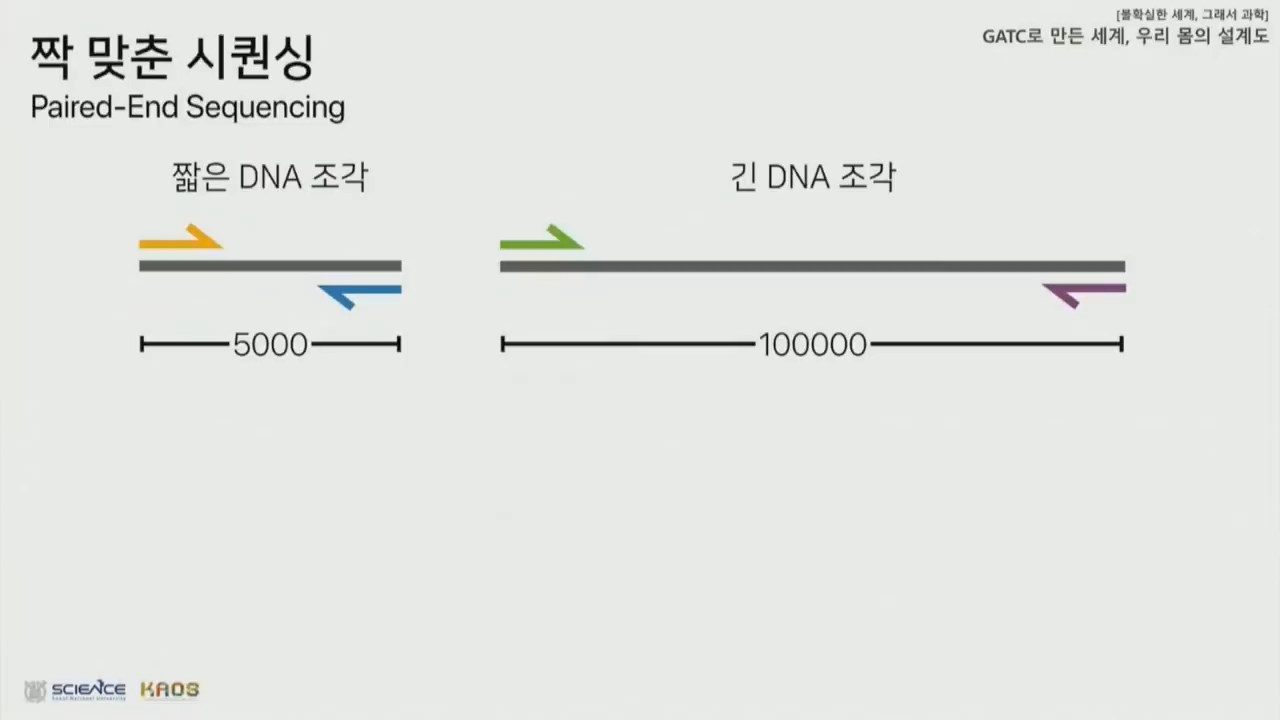 [불확실한 세계, 그래서 과학]
GATC로 만든 세계, 우리 몸의 설계도
짝 맞춘 시퀀싱
Paired-End Sequencing
짧은 DNA 조각
긴 DNA 조각
5000
100000
SCIENCE
KAOS